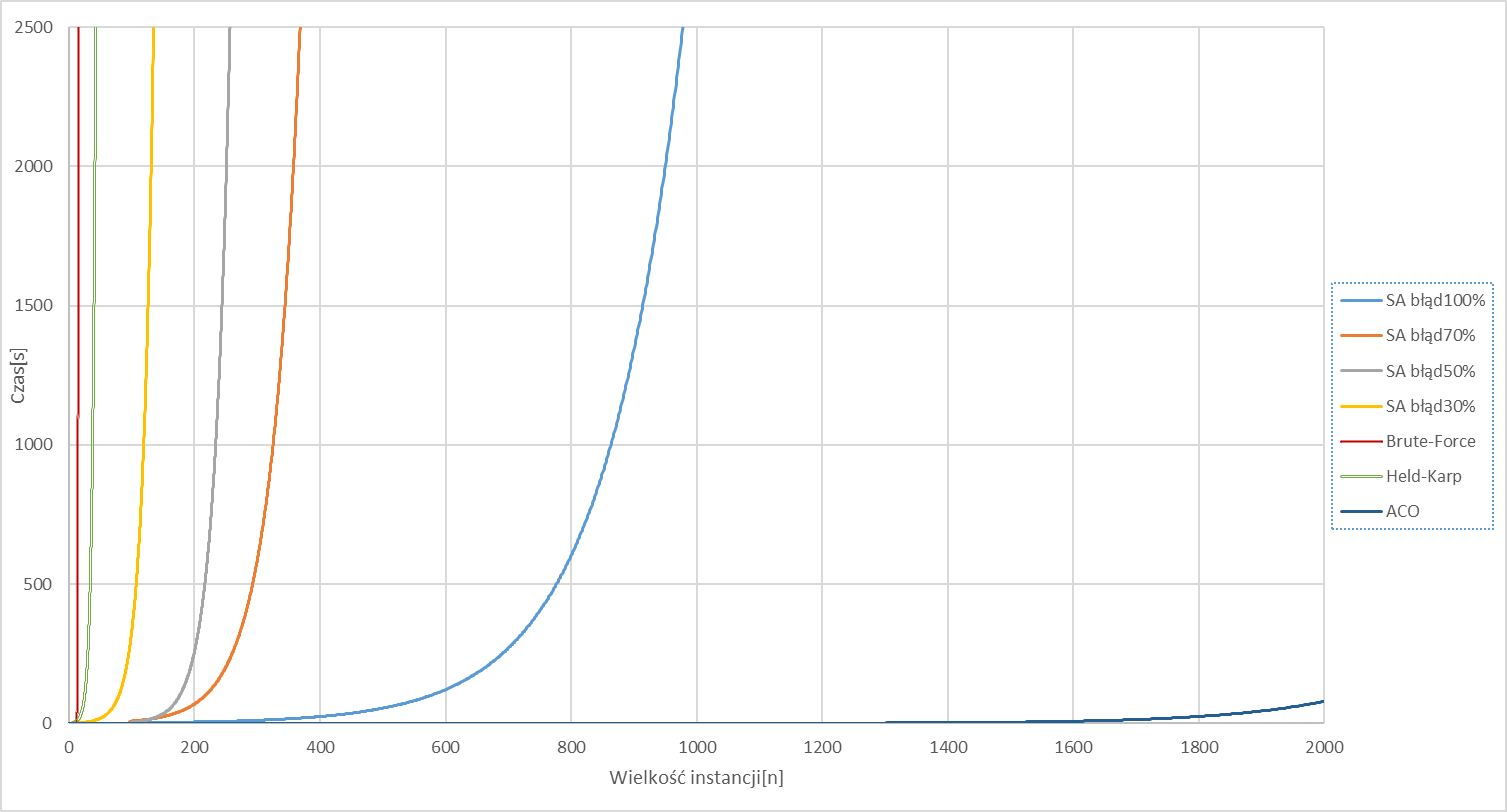 2500
2000
1500
1000
500
0
Czas[s]
0 200 400 600 800 1000 1200 1400 1600 1800 2000
Wielkość instancji[n]
SA błąd100%
SA błąd70%
SA błąd50%
SA błąd30%
Brute-Force
Held-Karp
ACO